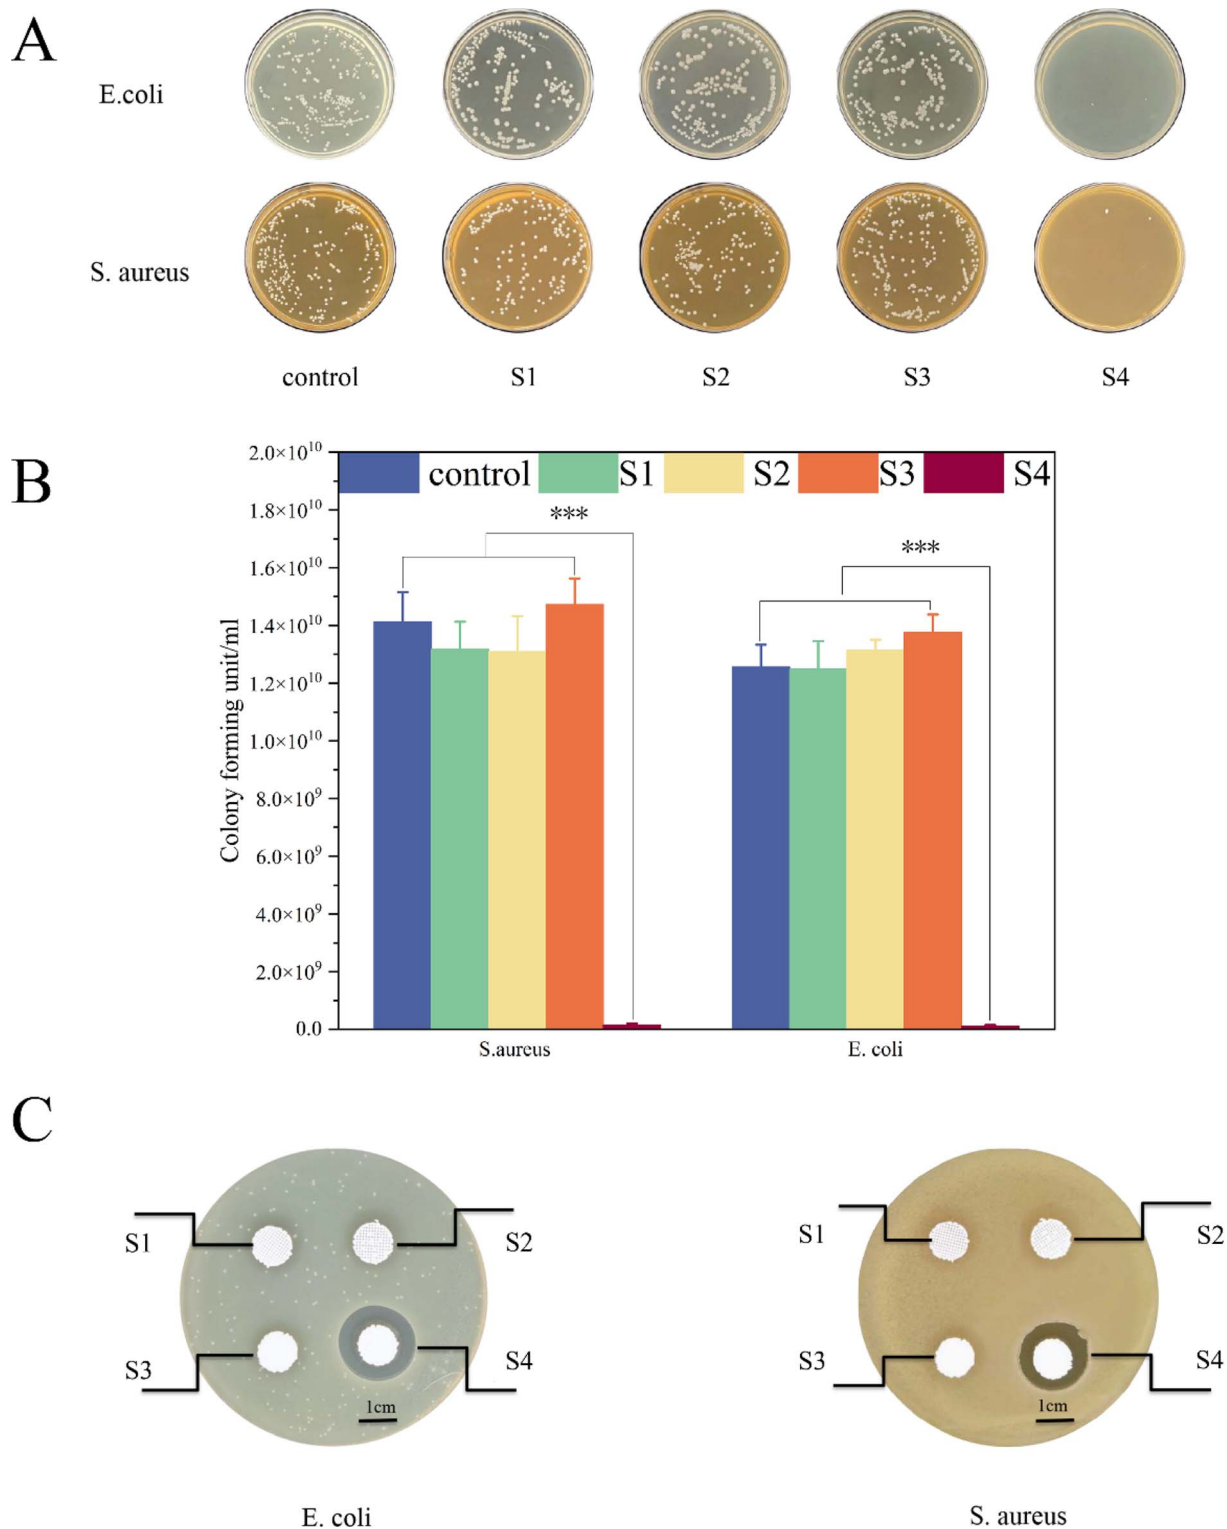 A
E.coli
S. aureus
control S1 S2 S3 S4
B
control S1 S2 S3 S4
2.0×10¹⁰
1.8×10¹⁰
1.6×10¹⁰
1.4×10¹⁰
1.2×10¹⁰
1.0×10¹⁰
8.0×10⁹
6.0×10⁹
4.0×10⁹
2.0×10⁹
0.0
Colony forming unit/ml
***
***
S.aureus E. coli
C
S1 S2
S3 S4
1cm
E. coli
S1 S2
S3 S4
1cm
S. aureus